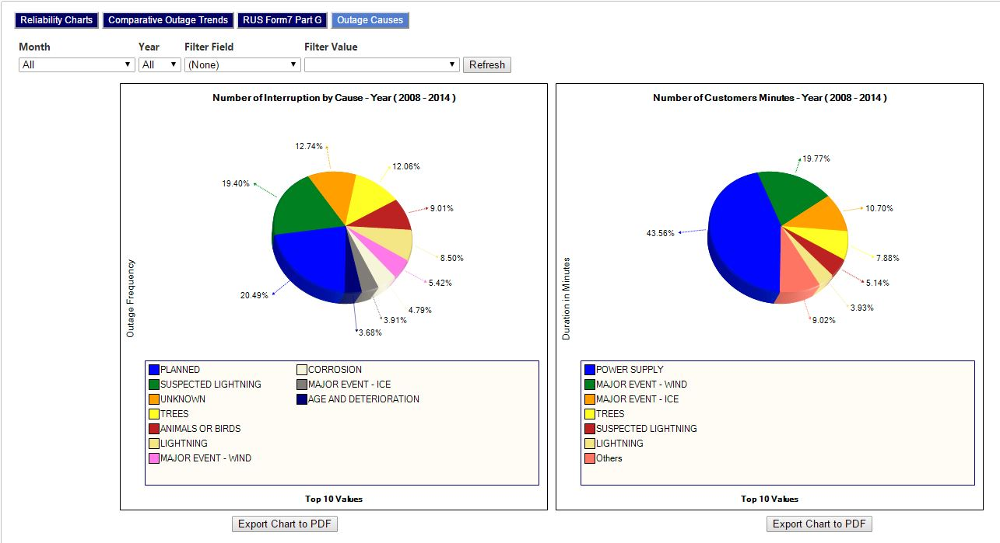 Reliability Charts Comparative Outage Trends RUS Form7 Part G Outage Causes
Month Year Filter Field Filter Value
All All (None) Refresh
Number of Interruption by Cause - Year ( 2008 - 2014 )
12.74%
12.06%
19.40%
9.01%
8.50%
5.42%
20.49%
4.79%
3.91%
3.68%
Outage Frequency
PLANNED
SUSPECTED LIGHTNING
UNKNOWN
TREES
ANIMALS OR BIRDS
LIGHTNING
MAJOR EVENT - WIND
CORROSION
MAJOR EVENT - ICE
AGE AND DETERIORATION
Top 10 Values
Export Chart to PDF
Number of Customers Minutes - Year ( 2008 - 2014 )
19.77%
10.70%
43.56%
7.88%
5.14%
3.93%
9.02%
Duration in Minutes
POWER SUPPLY
MAJOR EVENT - WIND
MAJOR EVENT - ICE
TREES
SUSPECTED LIGHTNING
LIGHTNING
Others
Top 10 Values
Export Chart to PDF